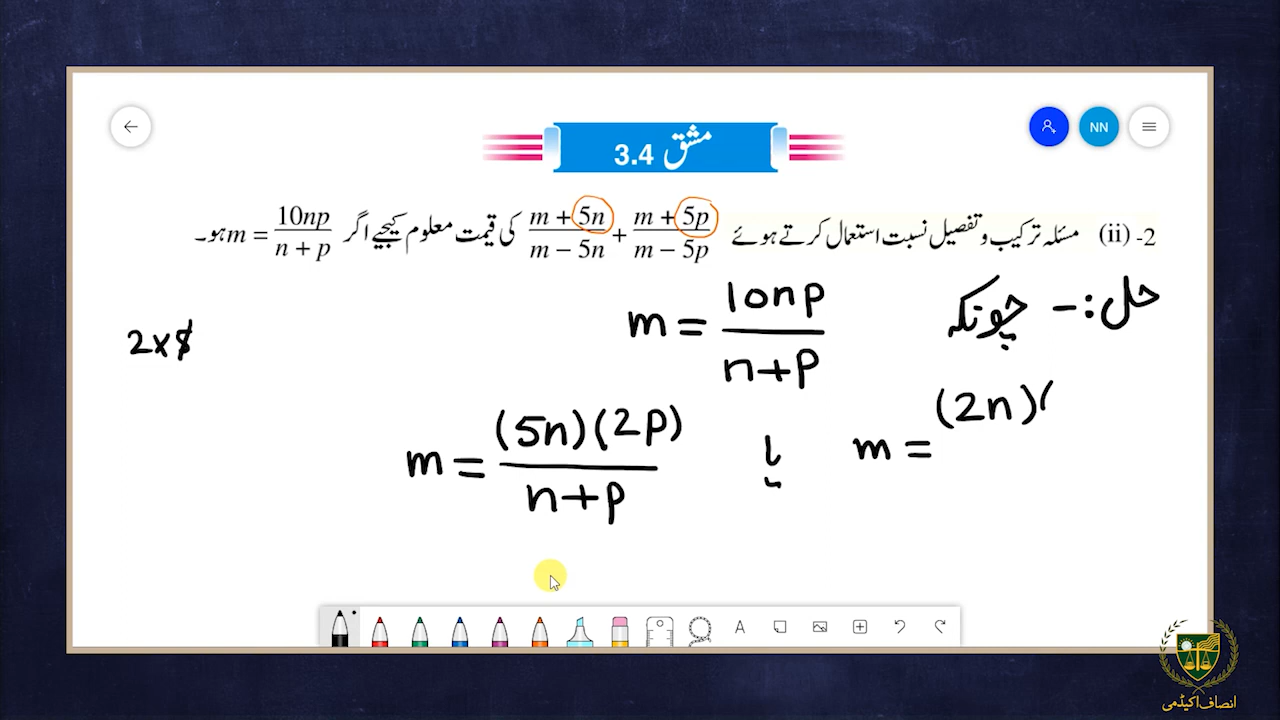 NN
مشق 3.4
-2 (ii) مسئلہ ترکیب و تفصیل نسبت استعمال کرتے ہوئے (m + 5n)/(m − 5n) + (m + 5p)/(m − 5p) کی قیمت معلوم کیجیے اگر m = 10np/(n + p) ہو۔
حل :- چونکہ m = 10np/(n+p)
2x5
m = (5n)(2p)/(n+p) یا m = (2n)(
A
انصاف اکیڈمی